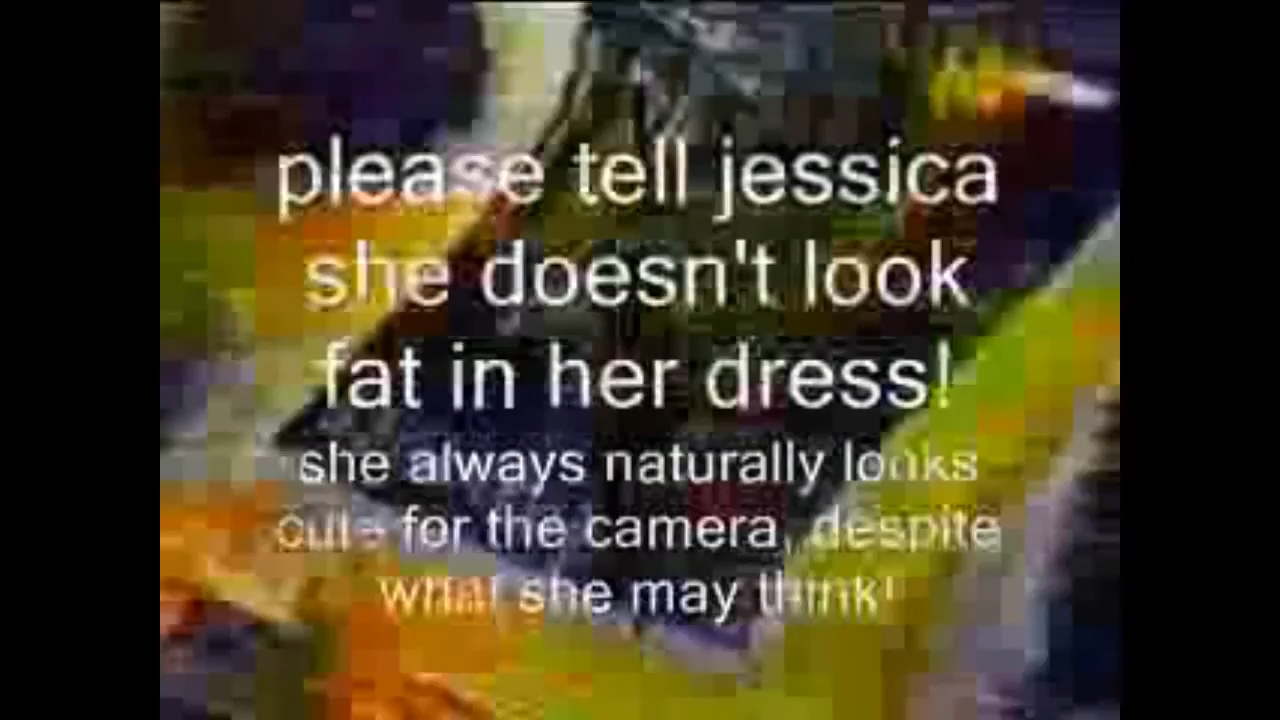 please tell jessica
she doesn't look
fat in her dress!
she always naturally looks
cute for the camera, despite
what she may think!